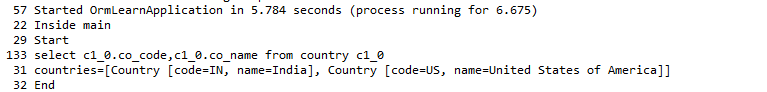 57 Started OrmLearnApplication in 5.784 seconds (process running for 6.675)
22 Inside main
29 Start
133 select c1_0.co_code,c1_0.co_name from country c1_0
31 countries=[Country [code=IN, name=India], Country [code=US, name=United States of America]]
32 End